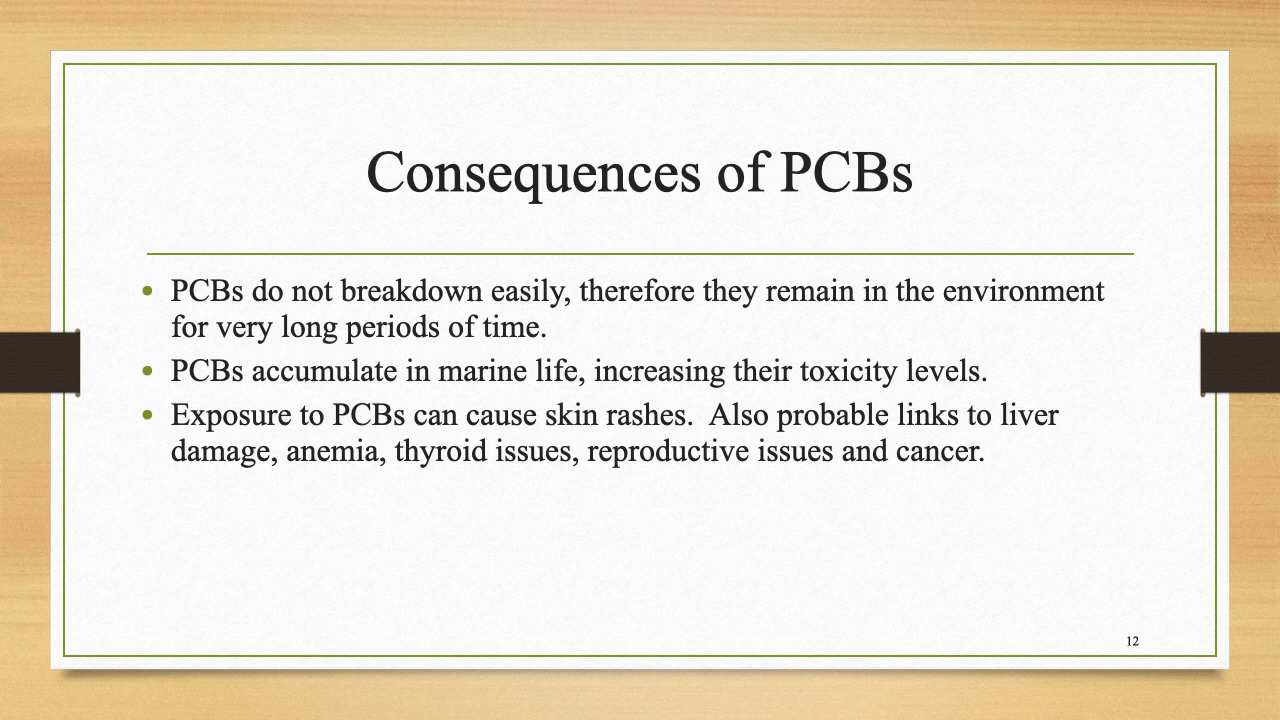 Consequences of PCBs
• PCBs do not breakdown easily, therefore they remain in the environment
for very long periods of time.
• PCBs accumulate in marine life, increasing their toxicity levels.
• Exposure to PCBs can cause skin rashes.  Also probable links to liver
damage, anemia, thyroid issues, reproductive issues and cancer.
12